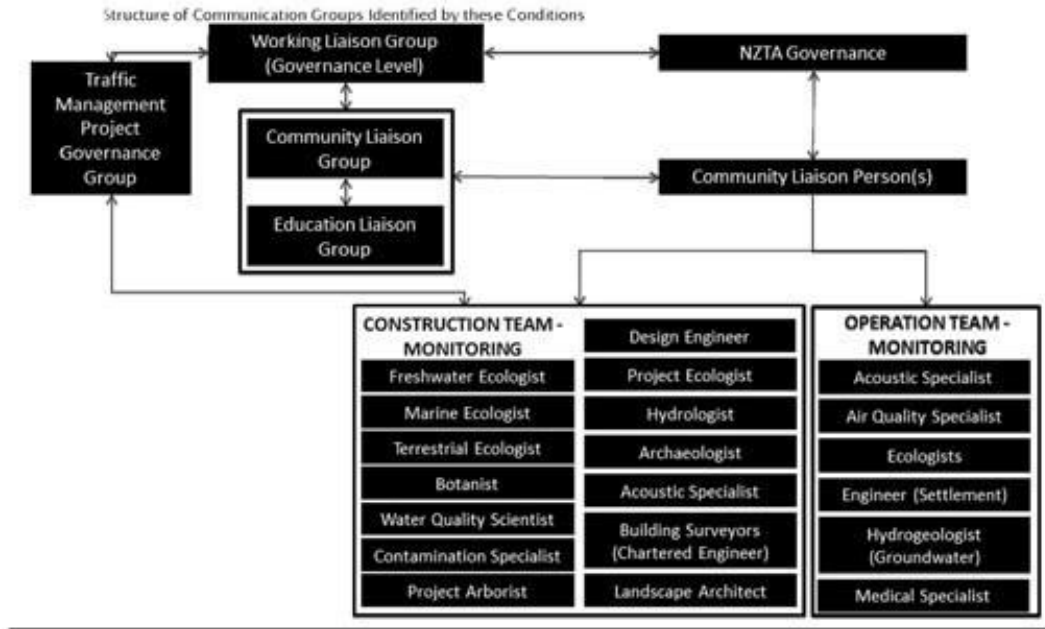 Structure of Communication Groups Identified by these Conditions
Working Liaison Group
(Governance Level)
NZTA Governance
Traffic
Management
Project
Governance
Group
Community Liaison
Group
Education Liaison
Group
Community Liaison Person(s)
CONSTRUCTION TEAM -
MONITORING
Freshwater Ecologist
Marine Ecologist
Terrestrial Ecologist
Botanist
Water Quality Scientist
Contamination Specialist
Project Arborist
Design Engineer
Project Ecologist
Hydrologist
Archaeologist
Acoustic Specialist
Building Surveyors
(Chartered Engineer)
Landscape Architect
OPERATION TEAM -
MONITORING
Acoustic Specialist
Air Quality Specialist
Ecologists
Engineer (Settlement)
Hydrogeologist
(Groundwater)
Medical Specialist